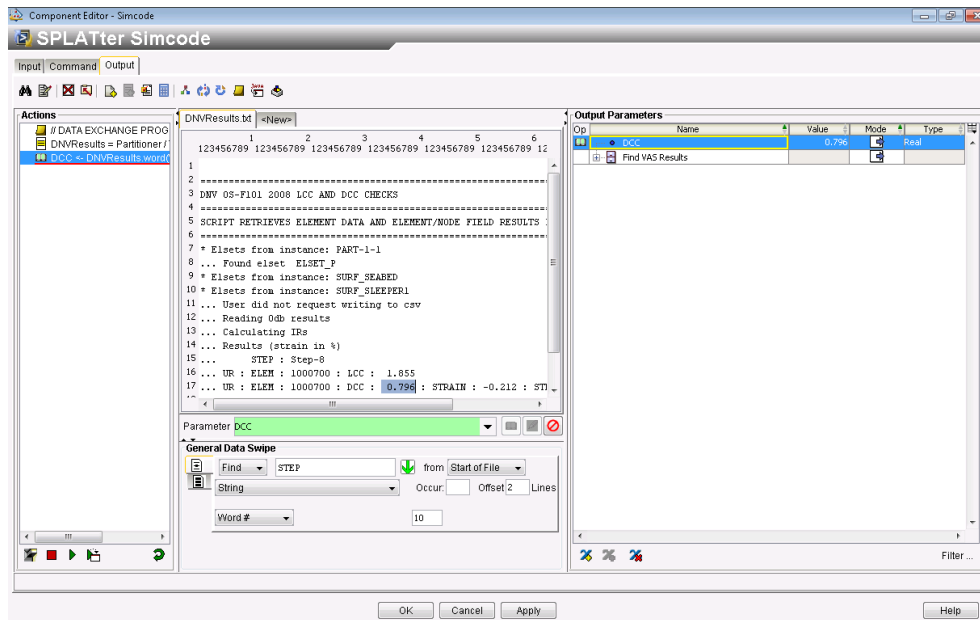 Component Editor - Simcode
SPLATter Simcode
Input Command Output
Actions
// DATA EXCHANGE PROG
DNVResults = Partitioner /
DCC <- DNVResults.word(
DNVResults.txt <New>
1 2 3 4 5 6
123456789 123456789 123456789 123456789 123456789 123456789 12
1
2 ================================================
3 DNV OS-F101 2008 LCC AND DCC CHECKS
4 ================================================
5 SCRIPT RETRIEVES ELEMENT DATA AND ELEMENT/NODE FIELD RESULTS
6 ================================================
7 * Elsets from instance: PART-1-1
8 ... Found elset ELSET_P
9 * Elsets from instance: SURF_SEABED
10 * Elsets from instance: SURF_SLEEPER1
11 ... User did not request writing to csv
12 ... Reading Odb results
13 ... Calculating IRs
14 ... Results (strain in %)
15 ... STEP : Step-8
16 ... UR : ELEM : 1000700 : LCC : 1.855
17 ... UR : ELEM : 1000700 : DCC : 0.796 : STRAIN : -0.212 : STI
Parameter DCC
General Data Swipe
Find STEP from Start of File
String Occur: Offset 2 Lines
Word # 10
Output Parameters
Op Name Value Mode Type
DCC 0.796 Real
Find VAS Results
Filter ...
OK Cancel Apply Help